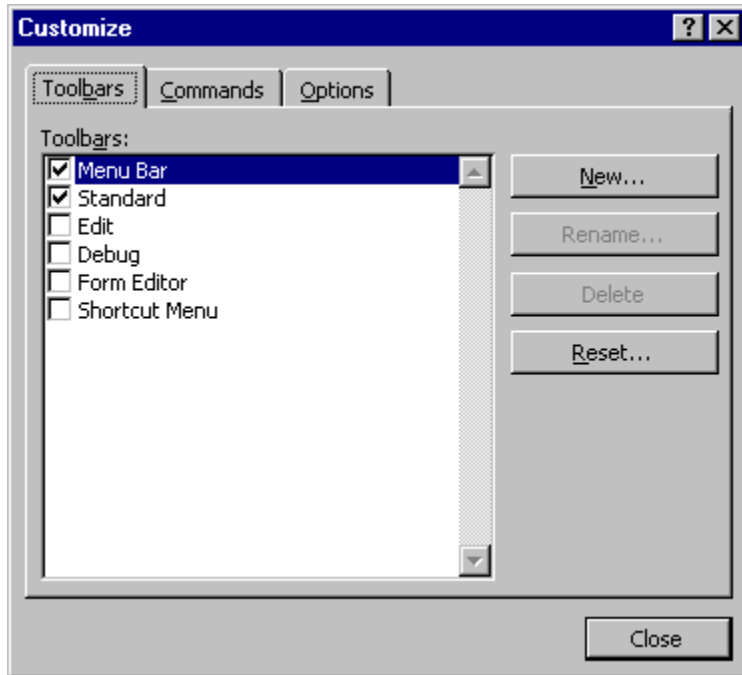 Customize
Toolbars Commands Options
Toolbars:
Menu Bar
Standard
Edit
Debug
Form Editor
Shortcut Menu
New...
Rename...
Delete
Reset...
Close